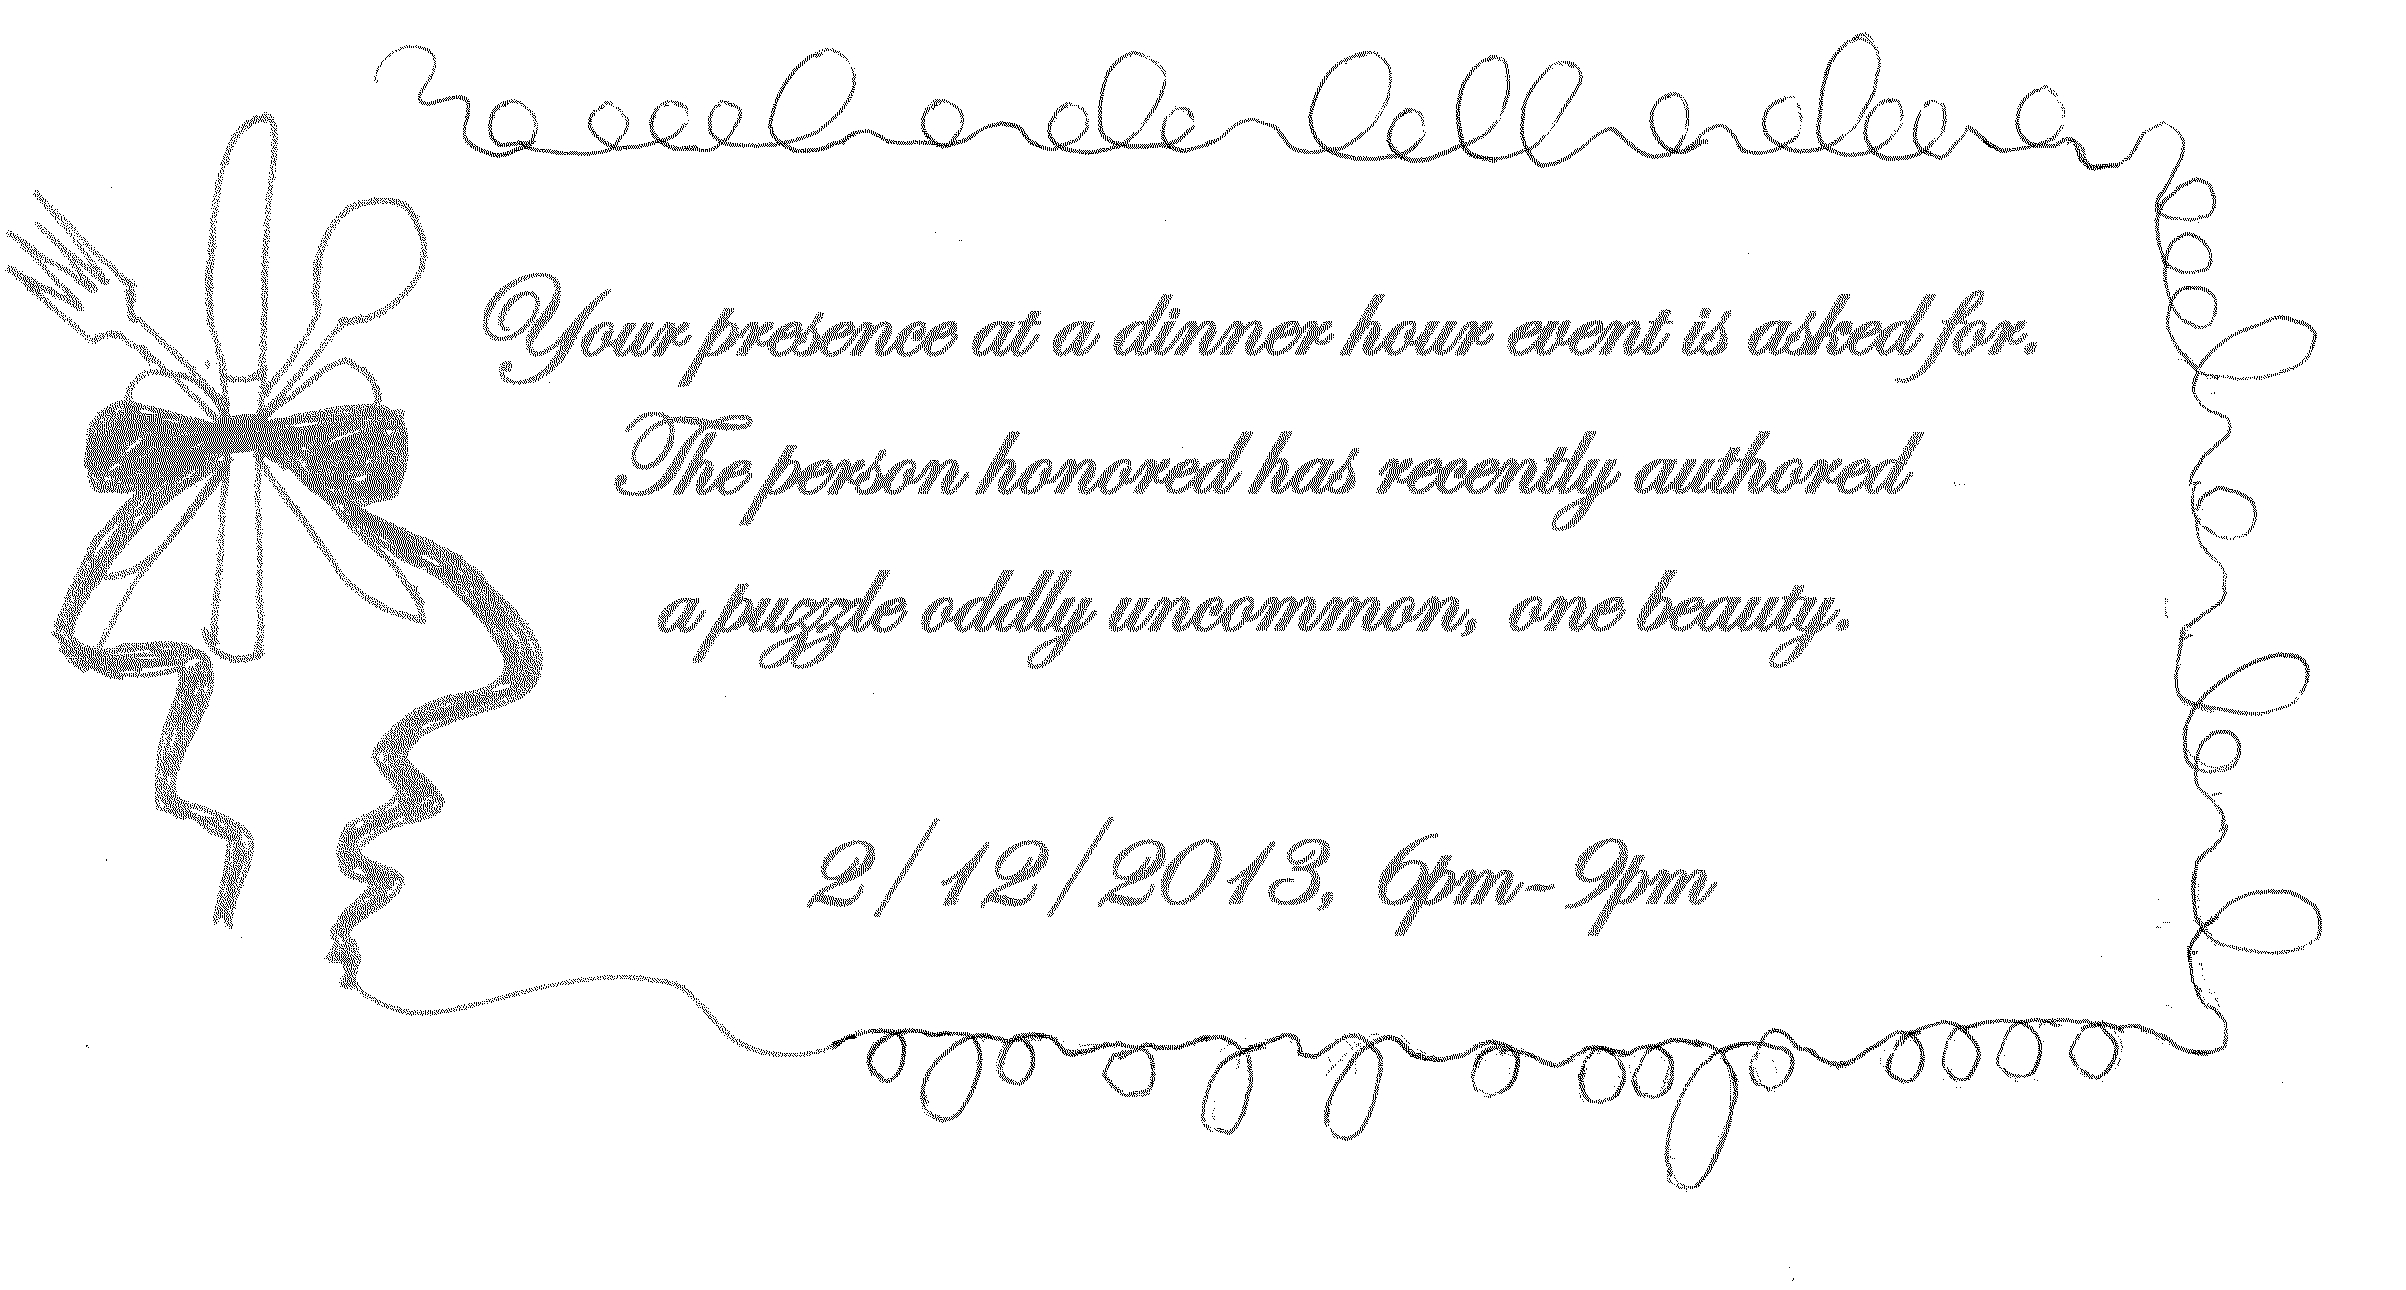 Your presence at a dinner hour event is asked for.
The person honored has recently authored
a puzzle oddly uncommon, one beauty.
2/12/2013, 6pm-9pm